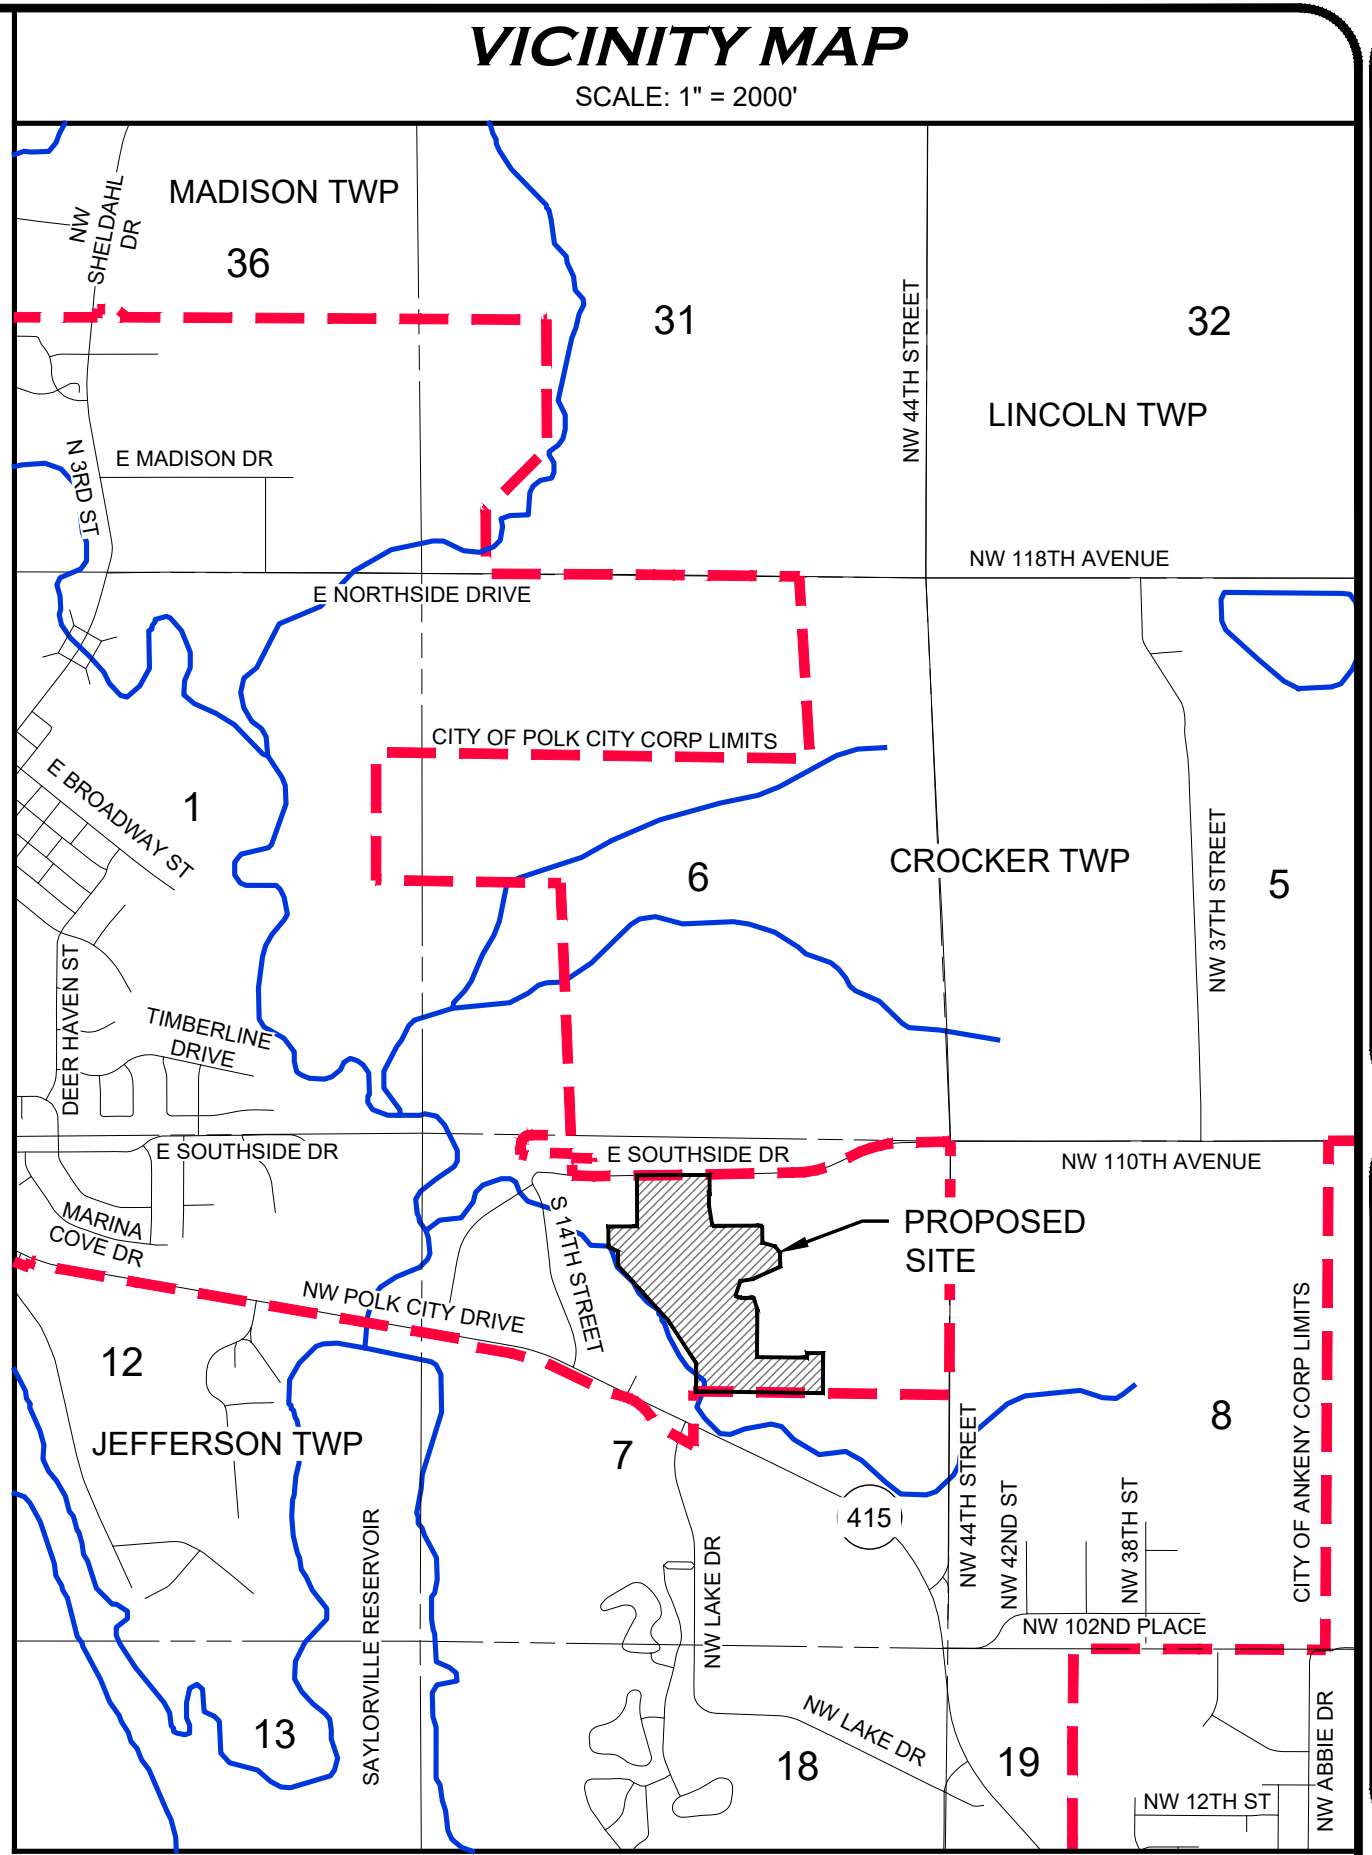 VICINITY MAP
SCALE: 1" = 2000'
MADISON TWP
NW
SHELDAHL
DR
36
31
32
NW 44TH STREET
LINCOLN TWP
N 3RD ST
E MADISON DR
NW 118TH AVENUE
E NORTHSIDE DRIVE
CITY OF POLK CITY CORP LIMITS
E BROADWAY ST
1
6
CROCKER TWP
5
NW 37TH STREET
DEER HAVEN ST
TIMBERLINE
DRIVE
E SOUTHSIDE DR
E SOUTHSIDE DR
NW 110TH AVENUE
MARINA
COVE DR
S 14TH STREET
PROPOSED
SITE
NW POLK CITY DRIVE
12
JEFFERSON TWP
7
8
CITY OF ANKENY CORP LIMITS
415
NW 44TH STREET
NW 42ND ST
NW 38TH ST
SAYLORVILLE RESERVOIR
NW LAKE DR
NW 102ND PLACE
13
NW LAKE DR
18
19
NW ABBIE DR
NW 12TH ST